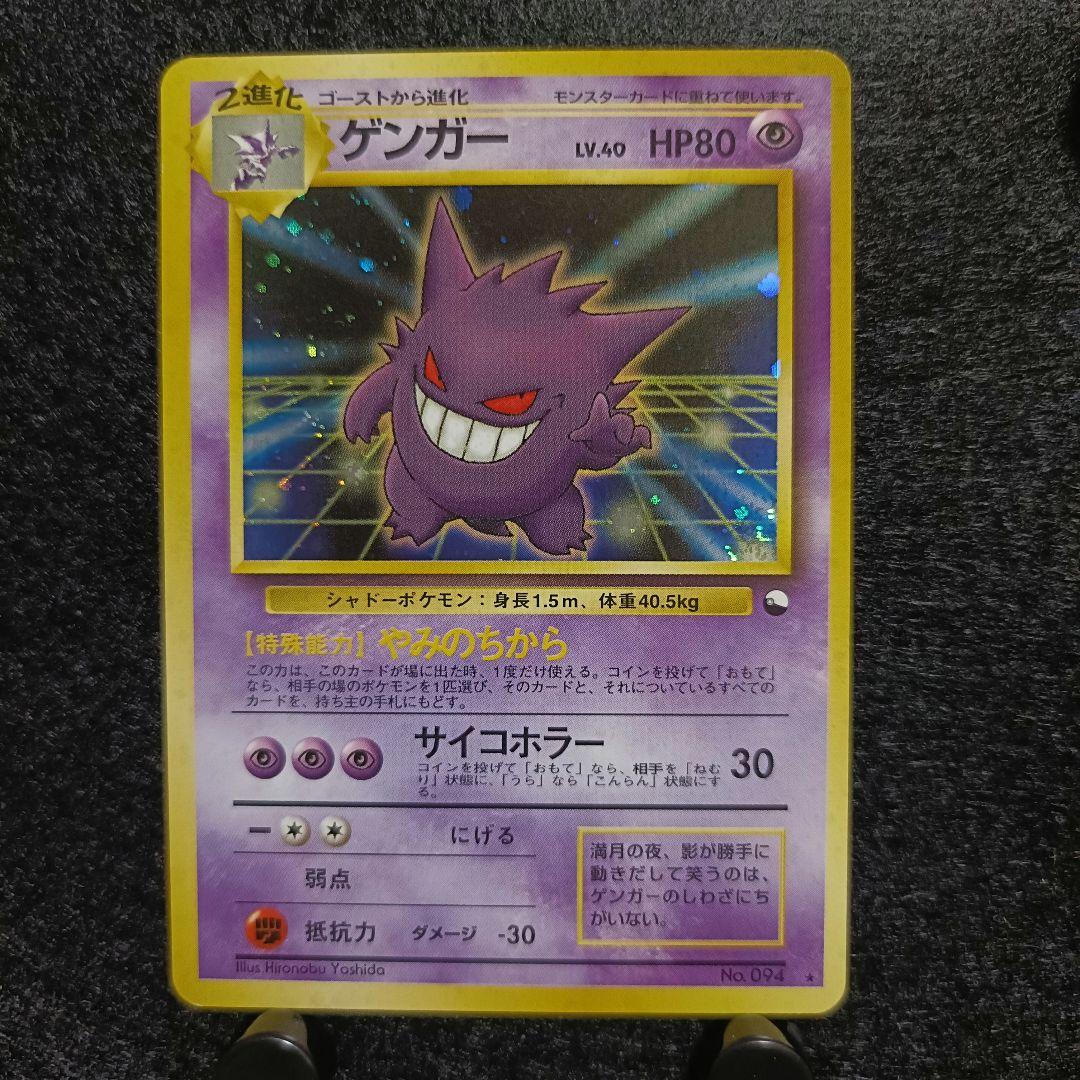 2進化 ゴーストから進化 モンスターカードに重ねて使います。
ゲンガー LV.40 HP80
シャドーポケモン：身長1.5m、体重40.5kg
【特殊能力】やみのちから
この力は、このカードが場に出た時、1度だけ使える。コインを投げて「おもて」
なら、相手の場のポケモンを1匹選び、そのカードと、それについているすべての
カードを、持ち主の手札にもどす。
サイコホラー 30
コインを投げて「おもて」なら、相手を「ねむ
り」状態に、「うら」なら「こんらん」状態にす
る。
にげる
弱点
抵抗力 ダメージ -30
満月の夜、影が勝手に
動きだして笑うのは、
ゲンガーのしわざにち
がいない。
Illus. Hironobu Yoshida No. 094 ★